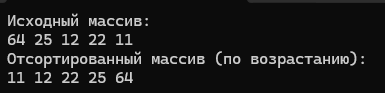 Исходный массив:
64 25 12 22 11
Отсортированный массив (по возрастанию):
11 12 22 25 64